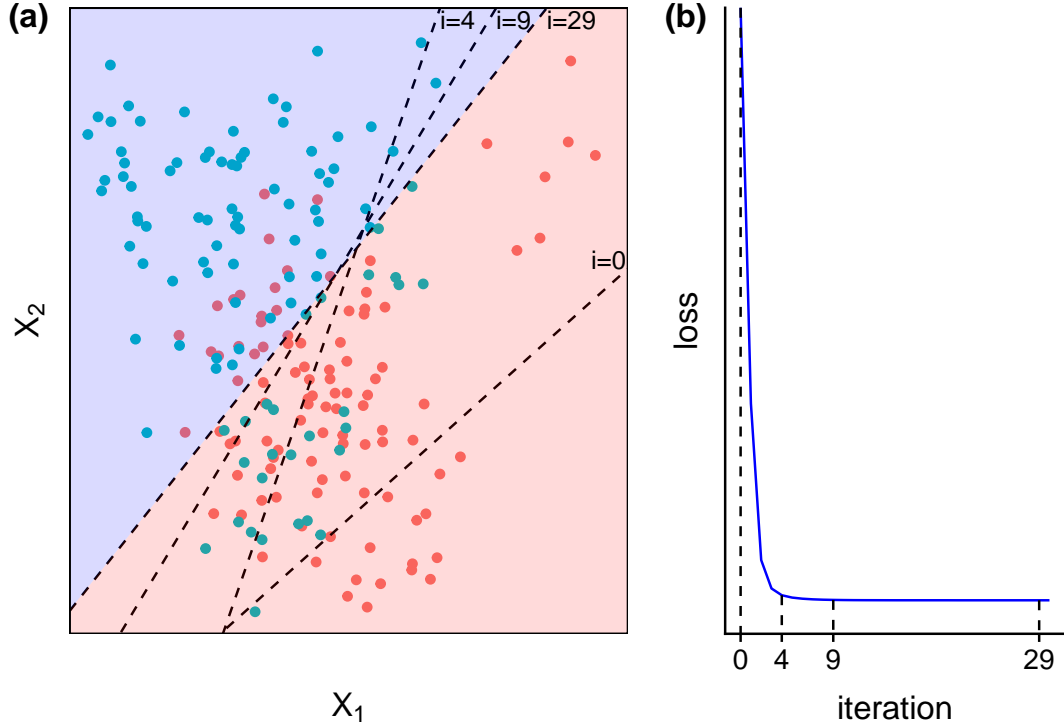 (a)
i=4
i=9
i=29
i=0
X2
X1
(b)
loss
0
4
9
29
iteration